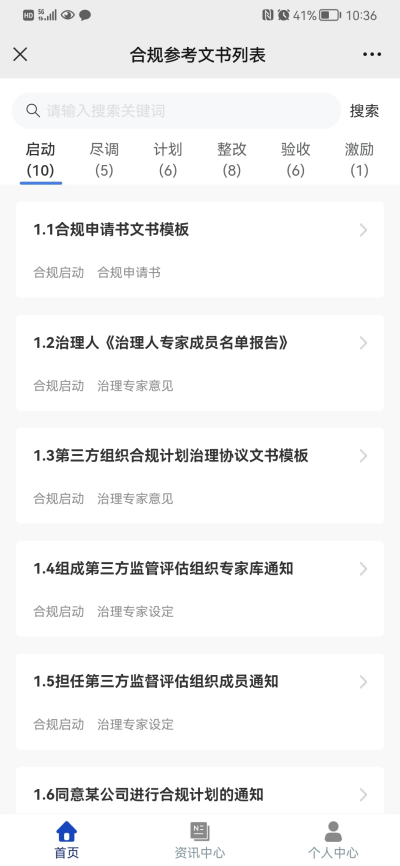 HD 5G 41% 10:36
合规参考文书列表
请输入搜索关键词 搜索
启动 尽调 计划 整改 验收 激励
(10) (5) (6) (8) (6) (1)
1.1合规申请书文书模板
合规启动 合规申请书
1.2治理人《治理人专家成员名单报告》
合规启动 治理专家意见
1.3第三方组织合规计划治理协议文书模板
合规启动 治理专家意见
1.4组成第三方监管评估组织专家库通知
合规启动 治理专家设定
1.5担任第三方监督评估组织成员通知
合规启动 治理专家设定
1.6同意某公司进行合规计划的通知
首页 资讯中心 个人中心